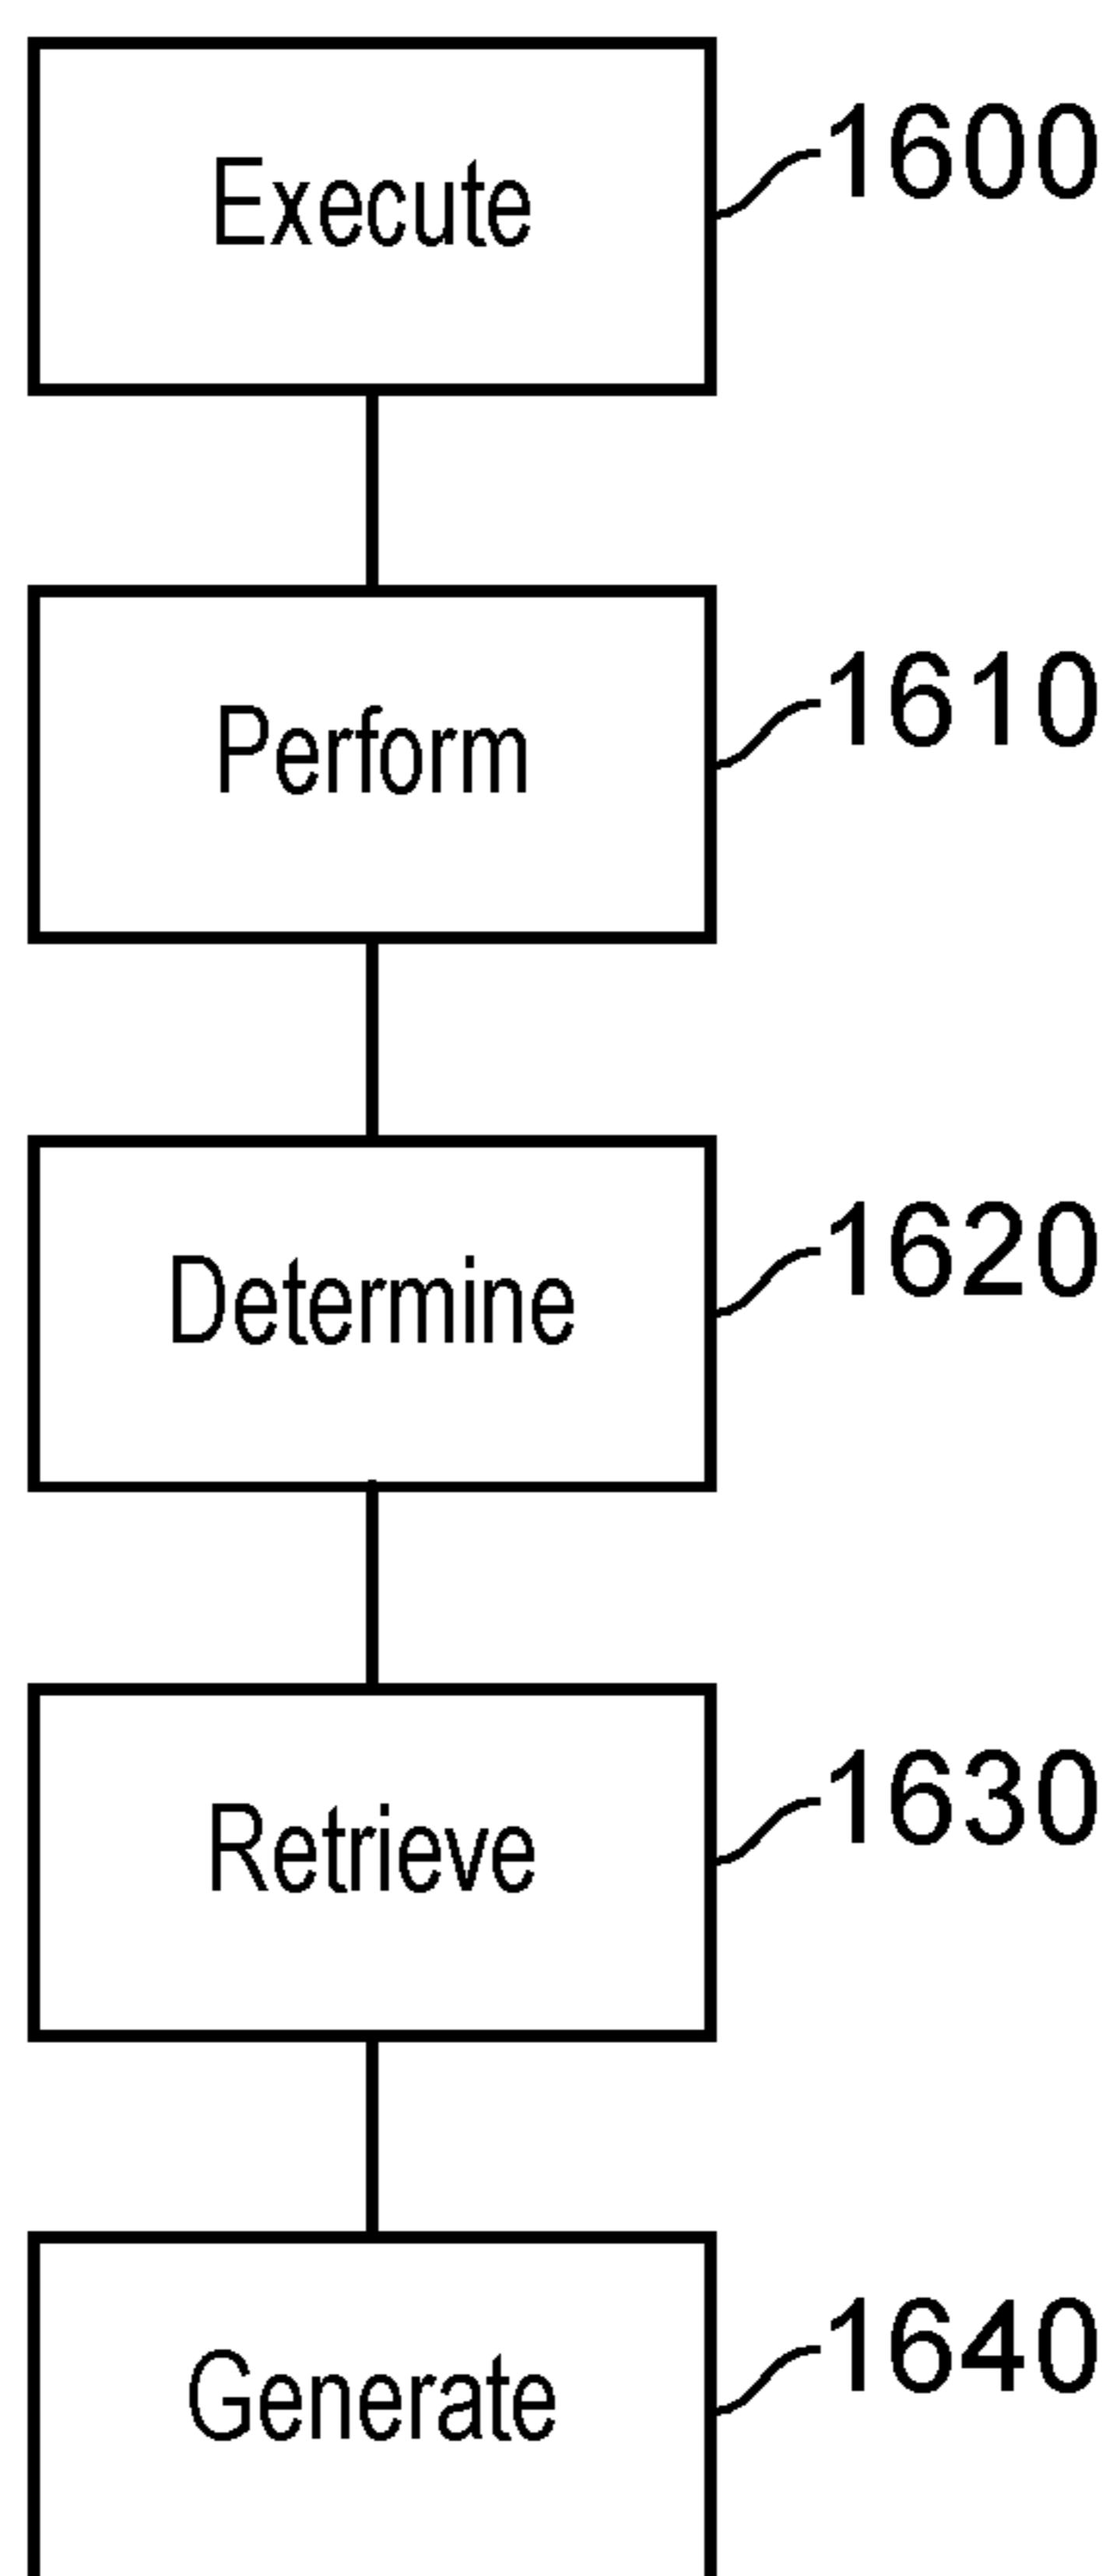 Execute
1600
Perform
1610
Determine
1620
Retrieve
1630
Generate
1640